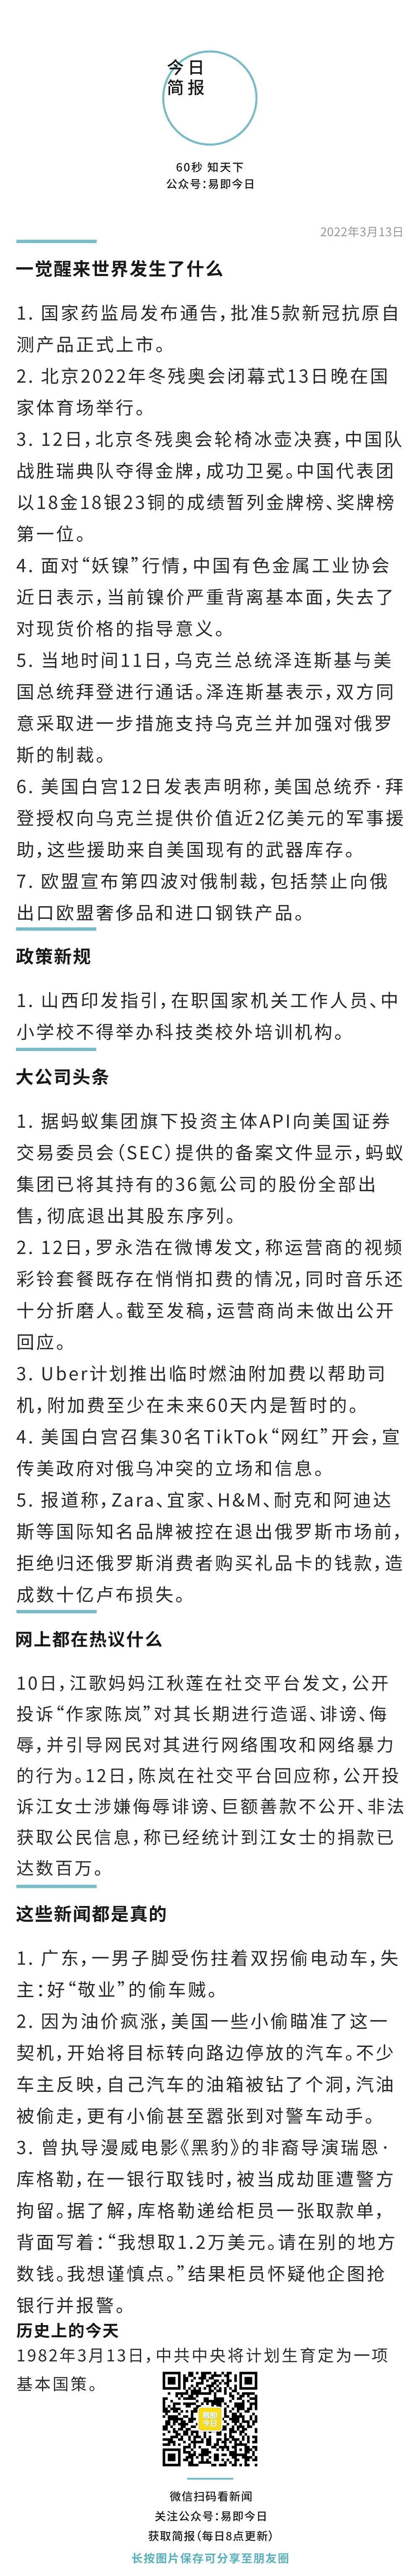 今日
简报
60秒 知天下
公众号：易即今日
2022年3月13日
一觉醒来世界发生了什么
1. 国家药监局发布通告，批准5款新冠抗原自
测产品正式上市。
2. 北京2022年冬残奥会闭幕式13日晚在国
家体育场举行。
3. 12日，北京冬残奥会轮椅冰壶决赛，中国队
战胜瑞典队夺得金牌，成功卫冕。中国代表团
以18金18银23铜的成绩暂列金牌榜、奖牌榜
第一位。
4. 面对“妖镍”行情，中国有色金属工业协会
近日表示，当前镍价严重背离基本面，失去了
对现货价格的指导意义。
5. 当地时间11日，乌克兰总统泽连斯基与美
国总统拜登进行通话。泽连斯基表示，双方同
意采取进一步措施支持乌克兰并加强对俄罗
斯的制裁。
6. 美国白宫12日发表声明称，美国总统乔·拜
登授权向乌克兰提供价值近2亿美元的军事援
助，这些援助来自美国现有的武器库存。
7. 欧盟宣布第四波对俄制裁，包括禁止向俄
出口欧盟奢侈品和进口钢铁产品。
政策新规
1. 山西印发指引，在职国家机关工作人员、中
小学校不得举办科技类校外培训机构。
大公司头条
1. 据蚂蚁集团旗下投资主体API向美国证券
交易委员会（SEC）提供的备案文件显示，蚂蚁
集团已将其持有的36氪公司的股份全部出
售，彻底退出其股东序列。
2. 12日，罗永浩在微博发文，称运营商的视频
彩铃套餐既存在悄悄扣费的情况，同时音乐还
十分折磨人。截至发稿，运营商尚未做出公开
回应。
3. Uber计划推出临时燃油附加费以帮助司
机，附加费至少在未来60天内是暂时的。
4. 美国白宫召集30名TikTok“网红”开会，宣
传美政府对俄乌冲突的立场和信息。
5. 报道称，Zara、宜家、H&M、耐克和阿迪达
斯等国际知名品牌被控在退出俄罗斯市场前，
拒绝归还俄罗斯消费者购买礼品卡的钱款，造
成数十亿卢布损失。
网上都在热议什么
10日，江歌妈妈江秋莲在社交平台发文，公开
投诉“作家陈岚”对其长期进行造谣、诽谤、侮
辱，并引导网民对其进行网络围攻和网络暴力
的行为。12日，陈岚在社交平台回应称，公开投
诉江女士涉嫌侮辱诽谤、巨额善款不公开、非法
获取公民信息，称已经统计到江女士的捐款已
达数百万。
这些新闻都是真的
1. 广东，一男子脚受伤拄着双拐偷电动车，失
主：好“敬业”的偷车贼。
2. 因为油价疯涨，美国一些小偷瞄准了这一
契机，开始将目标转向路边停放的汽车。不少
车主反映，自己汽车的油箱被钻了个洞，汽油
被偷走，更有小偷甚至嚣张到对警车动手。
3. 曾执导漫威电影《黑豹》的非裔导演瑞恩·
库格勒，在一银行取钱时，被当成劫匪遭警方
拘留。据了解，库格勒递给柜员一张取款单，
背面写着：“我想取1.2万美元。请在别的地方
数钱。我想谨慎点。”结果柜员怀疑他企图抢
银行并报警。
历史上的今天
1982年3月13日，中共中央将计划生育定为一项
基本国策。
易即
今日
微信扫码看新闻
关注公众号：易即今日
获取简报（每日8点更新）
长按图片保存可分享至朋友圈